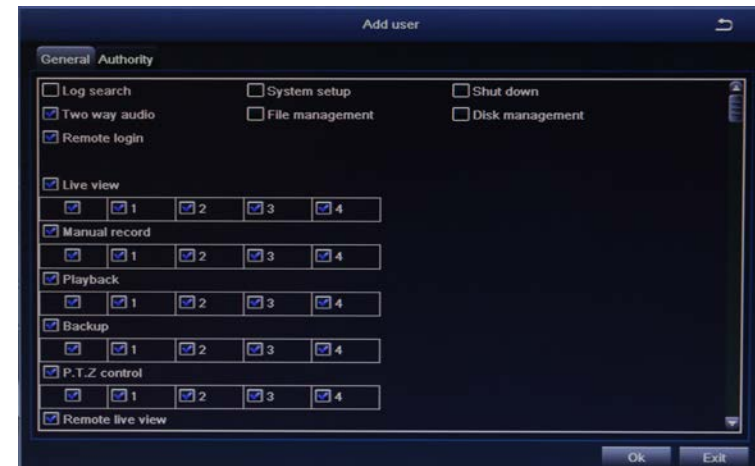 Add user
General Authority
Log search System setup Shut down
Two way audio File management Disk management
Remote login
Live view
1 2 3 4
Manual record
1 2 3 4
Playback
1 2 3 4
Backup
1 2 3 4
P.T.Z control
1 2 3 4
Remote live view
Ok Exit